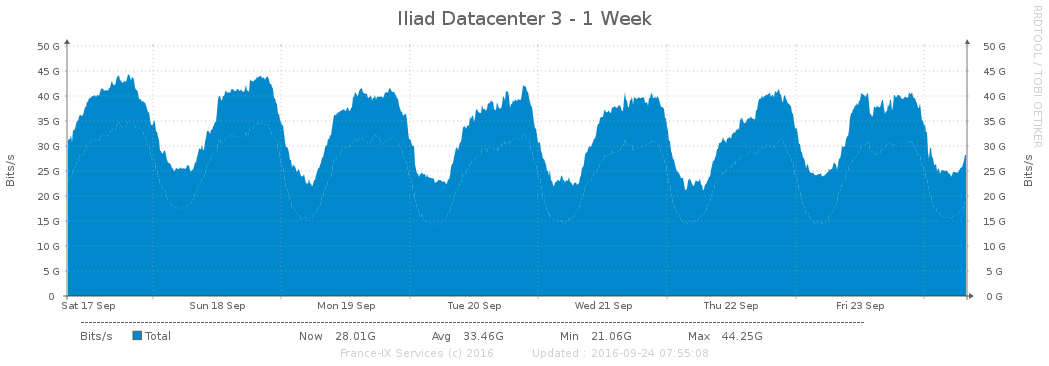 Iliad Datacenter 3 - 1 Week
RRDTOOL / TOBI OETIKER
Bits/s
50 G
45 G
40 G
35 G
30 G
25 G
20 G
15 G
10 G
5 G
0
50 G
45 G
40 G
35 G
30 G
25 G
20 G
15 G
10 G
5 G
0 G
Bits/s
Sat 17 Sep Sun 18 Sep Mon 19 Sep Tue 20 Sep Wed 21 Sep Thu 22 Sep Fri 23 Sep
Bits/s Total Now 28.01G Avg 33.46G Min 21.06G Max 44.25G
France-IX Services (c) 2016 Updated : 2016-09-24 07:55:08